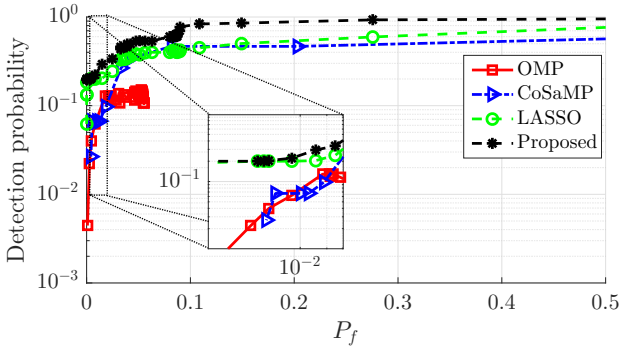 Detection probability
10^0
10^-1
10^-2
10^-3
OMP
CoSaMP
LASSO
Proposed
10^-1
10^-2
0
0.1
0.2
0.3
0.4
0.5
P_f